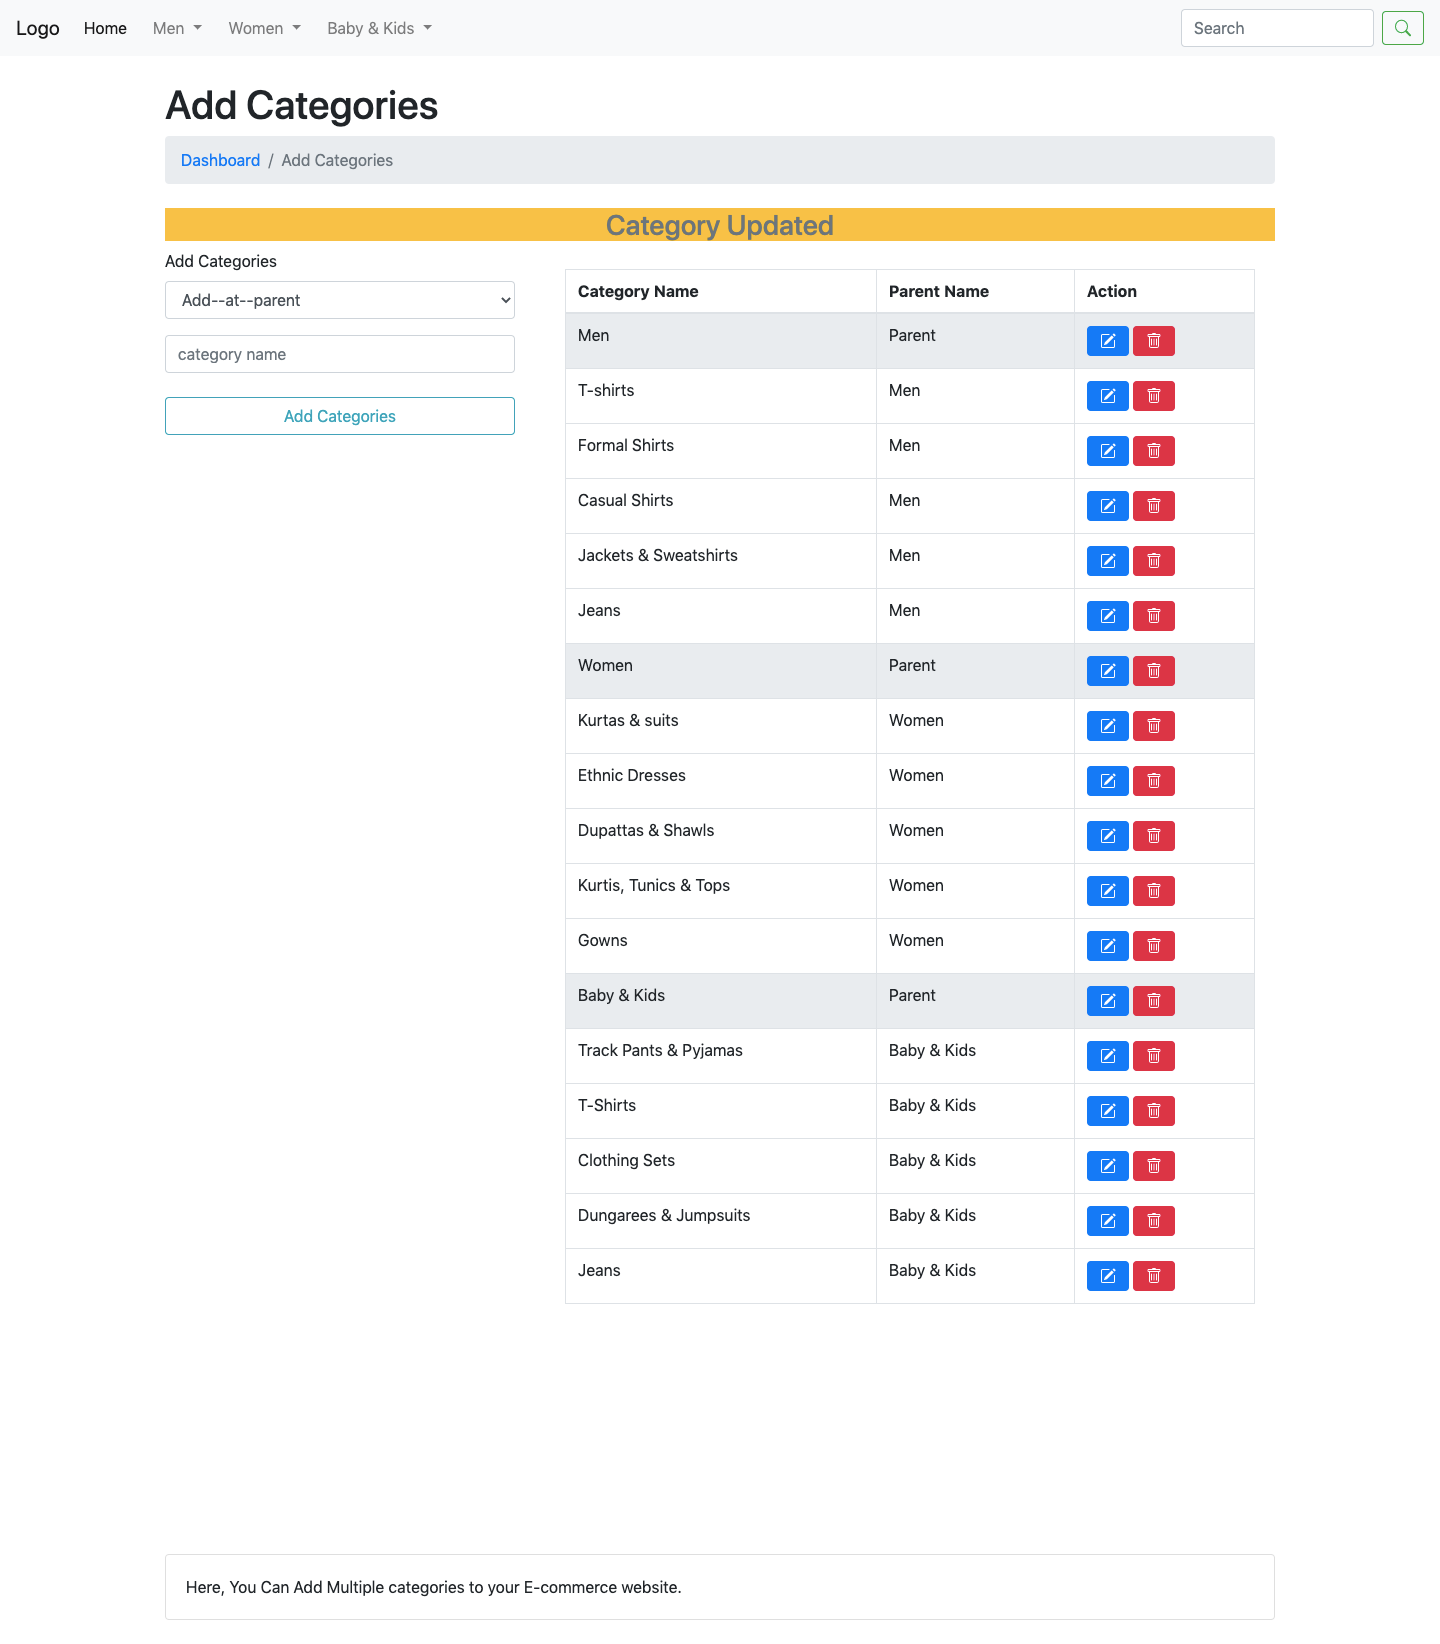 Logo Home Men Women Baby & Kids Search
Add Categories
Dashboard / Add Categories
Category Updated
Add Categories
Add--at--parent
category name
Add Categories
Category Name Parent Name Action
Men Parent
T-shirts Men
Formal Shirts Men
Casual Shirts Men
Jackets & Sweatshirts Men
Jeans Men
Women Parent
Kurtas & suits Women
Ethnic Dresses Women
Dupattas & Shawls Women
Kurtis, Tunics & Tops Women
Gowns Women
Baby & Kids Parent
Track Pants & Pyjamas Baby & Kids
T-Shirts Baby & Kids
Clothing Sets Baby & Kids
Dungarees & Jumpsuits Baby & Kids
Jeans Baby & Kids
Here, You Can Add Multiple categories to your E-commerce website.